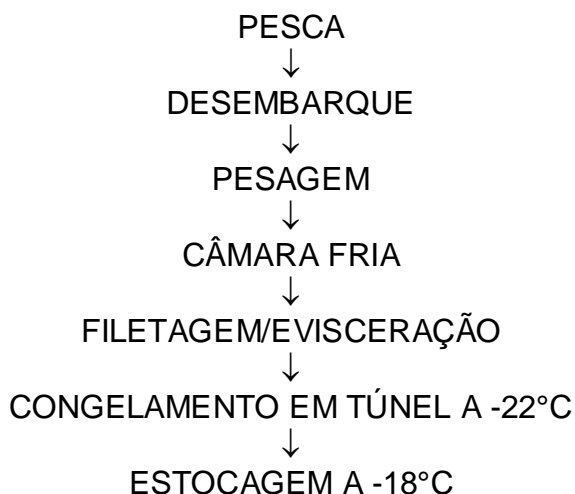 PESCA
↓
DESEMBARQUE
↓
PESAGEM
↓
CÂMARA FRIA
↓
FILETAGEM/EVISCERAÇÃO
↓
CONGELAMENTO EM TÚNEL A -22°C
↓
ESTOCAGEM A -18°C